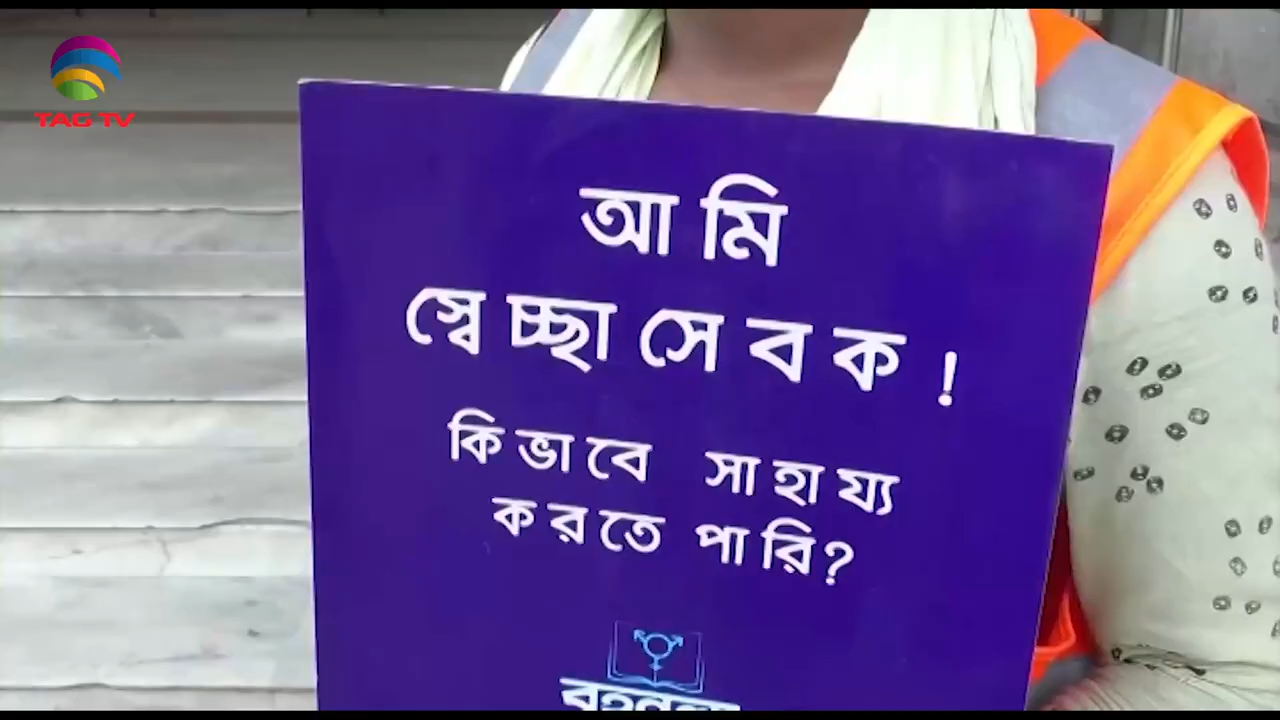 TAG TV
আমি
স্বেচ্ছাসেবক!
কিভাবে সাহায্য
করতে পারি?